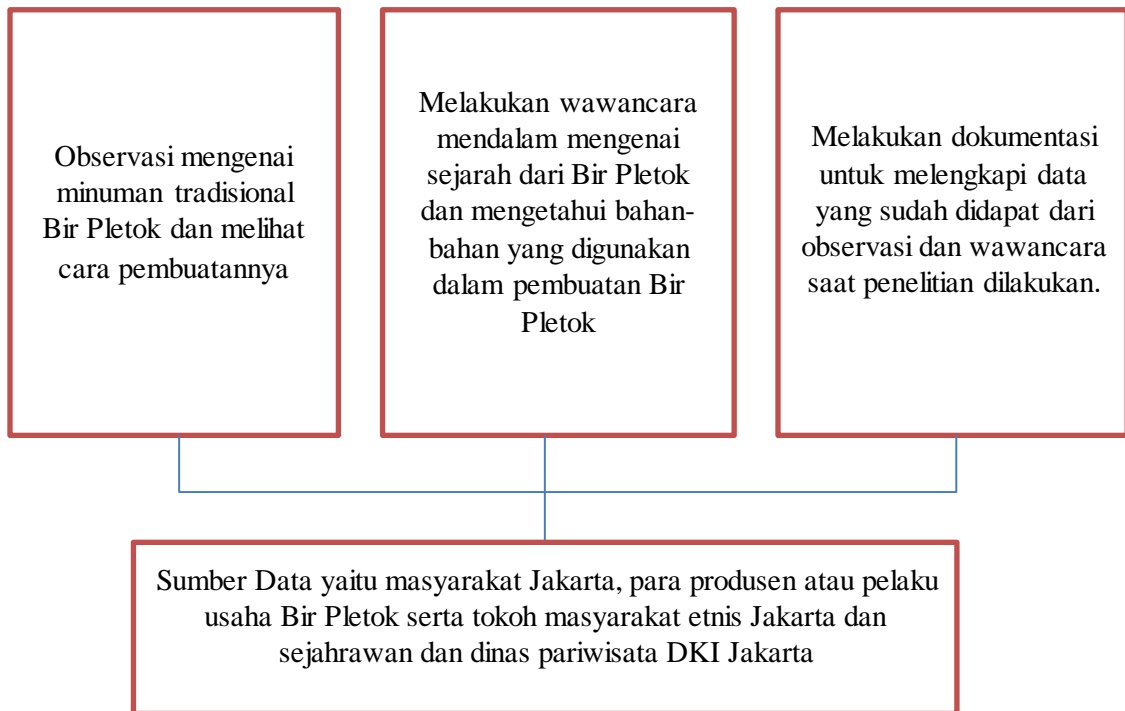 Observasi mengenai
minuman tradisional
Bir Pletok dan melihat
cara pembuatannya
Melakukan wawancara
mendalam mengenai
sejarah dari Bir Pletok
dan mengetahui bahan-
bahan yang digunakan
dalam pembuatan Bir
Pletok
Melakukan dokumentasi
untuk melengkapi data
yang sudah didapat dari
observasi dan wawancara
saat penelitian dilakukan.
Sumber Data yaitu masyarakat Jakarta, para produsen atau pelaku
usaha Bir Pletok serta tokoh masyarakat etnis Jakarta dan
sejahrawan dan dinas pariwisata DKI Jakarta